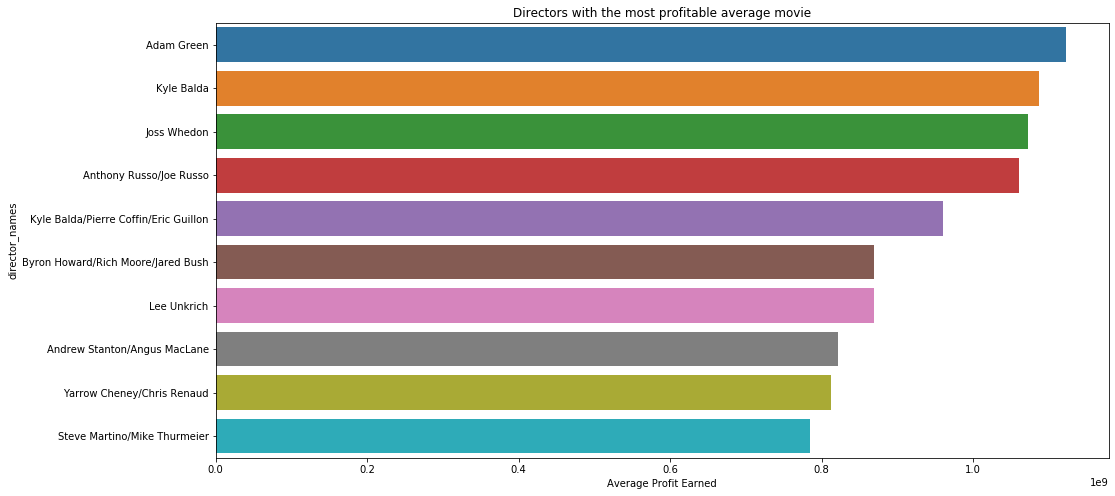 Directors with the most profitable average movie
director_names
Adam Green
Kyle Balda
Joss Whedon
Anthony Russo/Joe Russo
Kyle Balda/Pierre Coffin/Eric Guillon
Byron Howard/Rich Moore/Jared Bush
Lee Unkrich
Andrew Stanton/Angus MacLane
Yarrow Cheney/Chris Renaud
Steve Martino/Mike Thurmeier
0.0 0.2 0.4 0.6 0.8 1.0
1e9
Average Profit Earned